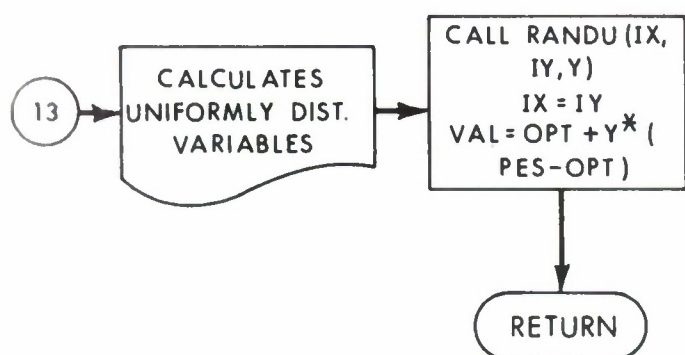 13
CALCULATES
UNIFORMLY DIST.
VARIABLES
CALL RANDU (IX,
IY,Y)
IX = IY
VAL = OPT + Y* (
PES-OPT)
RETURN